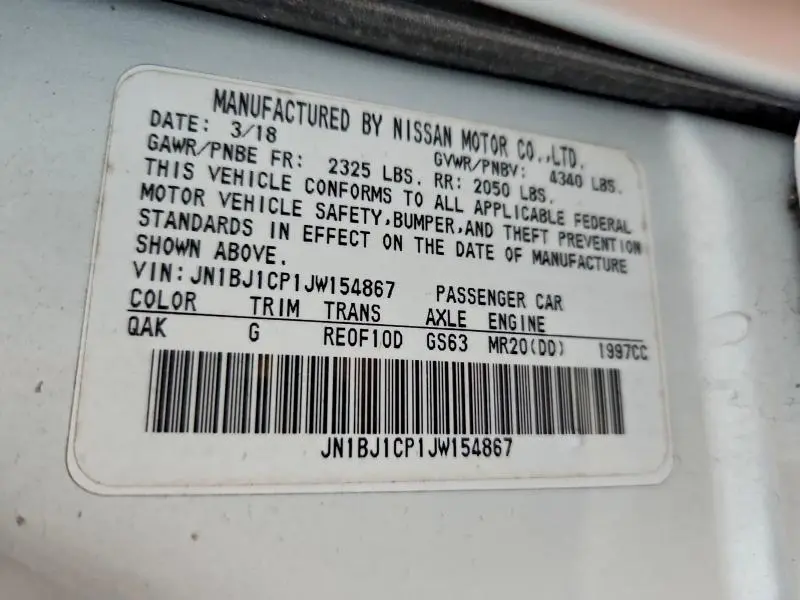 MANUFACTURED BY NISSAN MOTOR CO.,LTD.
DATE: 3/18 GVWR/PNBV: 4340 LBS.
GAWR/PNBE FR: 2325 LBS. RR: 2050 LBS.
THIS VEHICLE CONFORMS TO ALL APPLICABLE FEDERAL
MOTOR VEHICLE SAFETY,BUMPER,AND THEFT PREVENTION
STANDARDS IN EFFECT ON THE DATE OF MANUFACTURE
SHOWN ABOVE.
VIN:JN1BJ1CP1JW154867 PASSENGER CAR
COLOR TRIM TRANS AXLE ENGINE
QAK G RE0F10D GS63 MR20(DD) 1997CC
JN1BJ1CP1JW154867